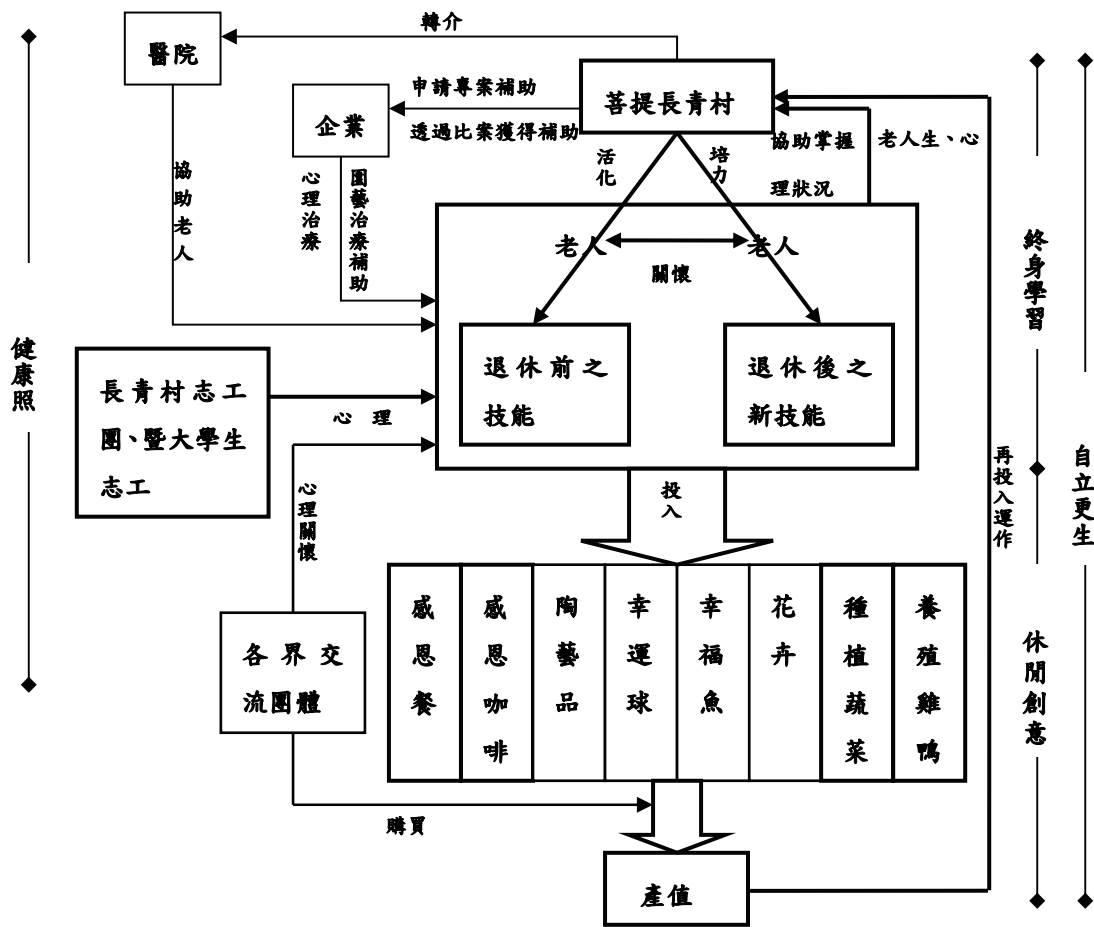 轉介
醫院
申請專案補助
菩提長青村
企業
透過比案獲得補助
協助掌握
老人生、心
理狀況
活化
培力
協助老人
心理治療
園藝治療補助
老人
老人
關懷
終身學習
健康照
退休前之
技能
退休後之
新技能
長青村志工
團、暨大學生
志工
心 理
心理關懷
投入
再投入運作
自立更生
感恩餐
感恩咖啡
陶藝品
幸運球
幸福魚
花卉
種植蔬菜
養殖雞鴨
各界交
流團體
休閒創意
購買
產值